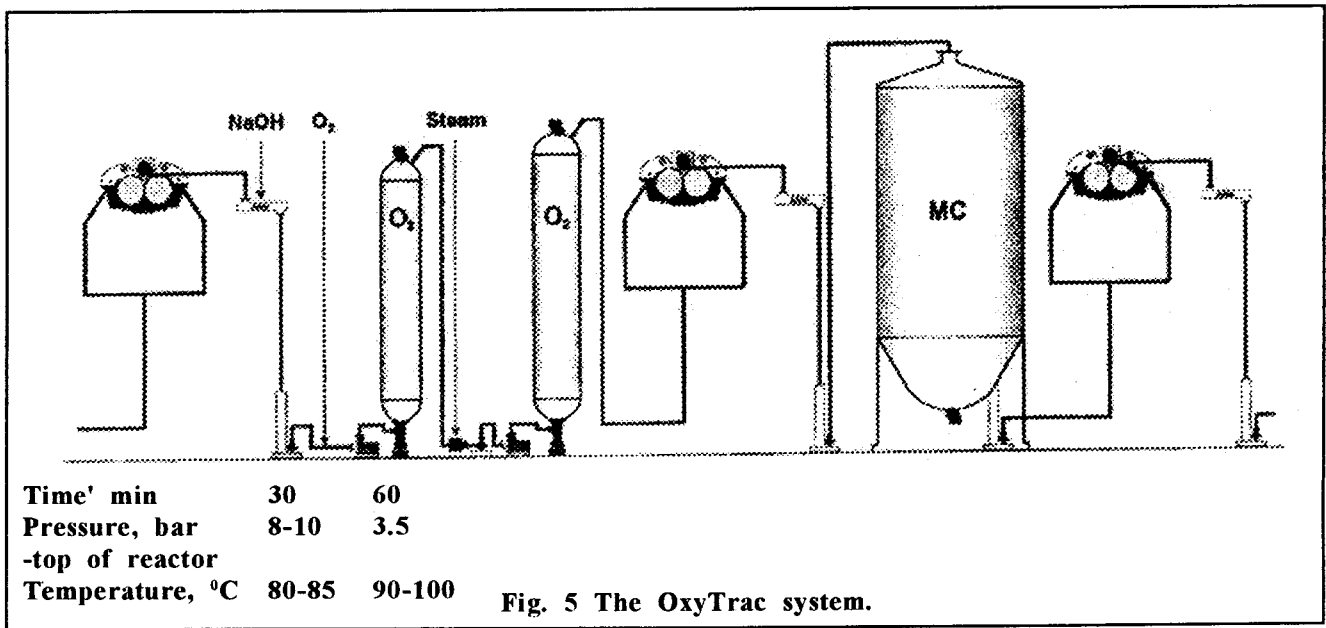 NaOH O₂ Steam
O₂ O₂ MC
Time' min 30 60
Pressure, bar 8-10 3.5
-top of reactor
Temperature, ⁰C 80-85 90-100
Fig. 5 The OxyTrac system.